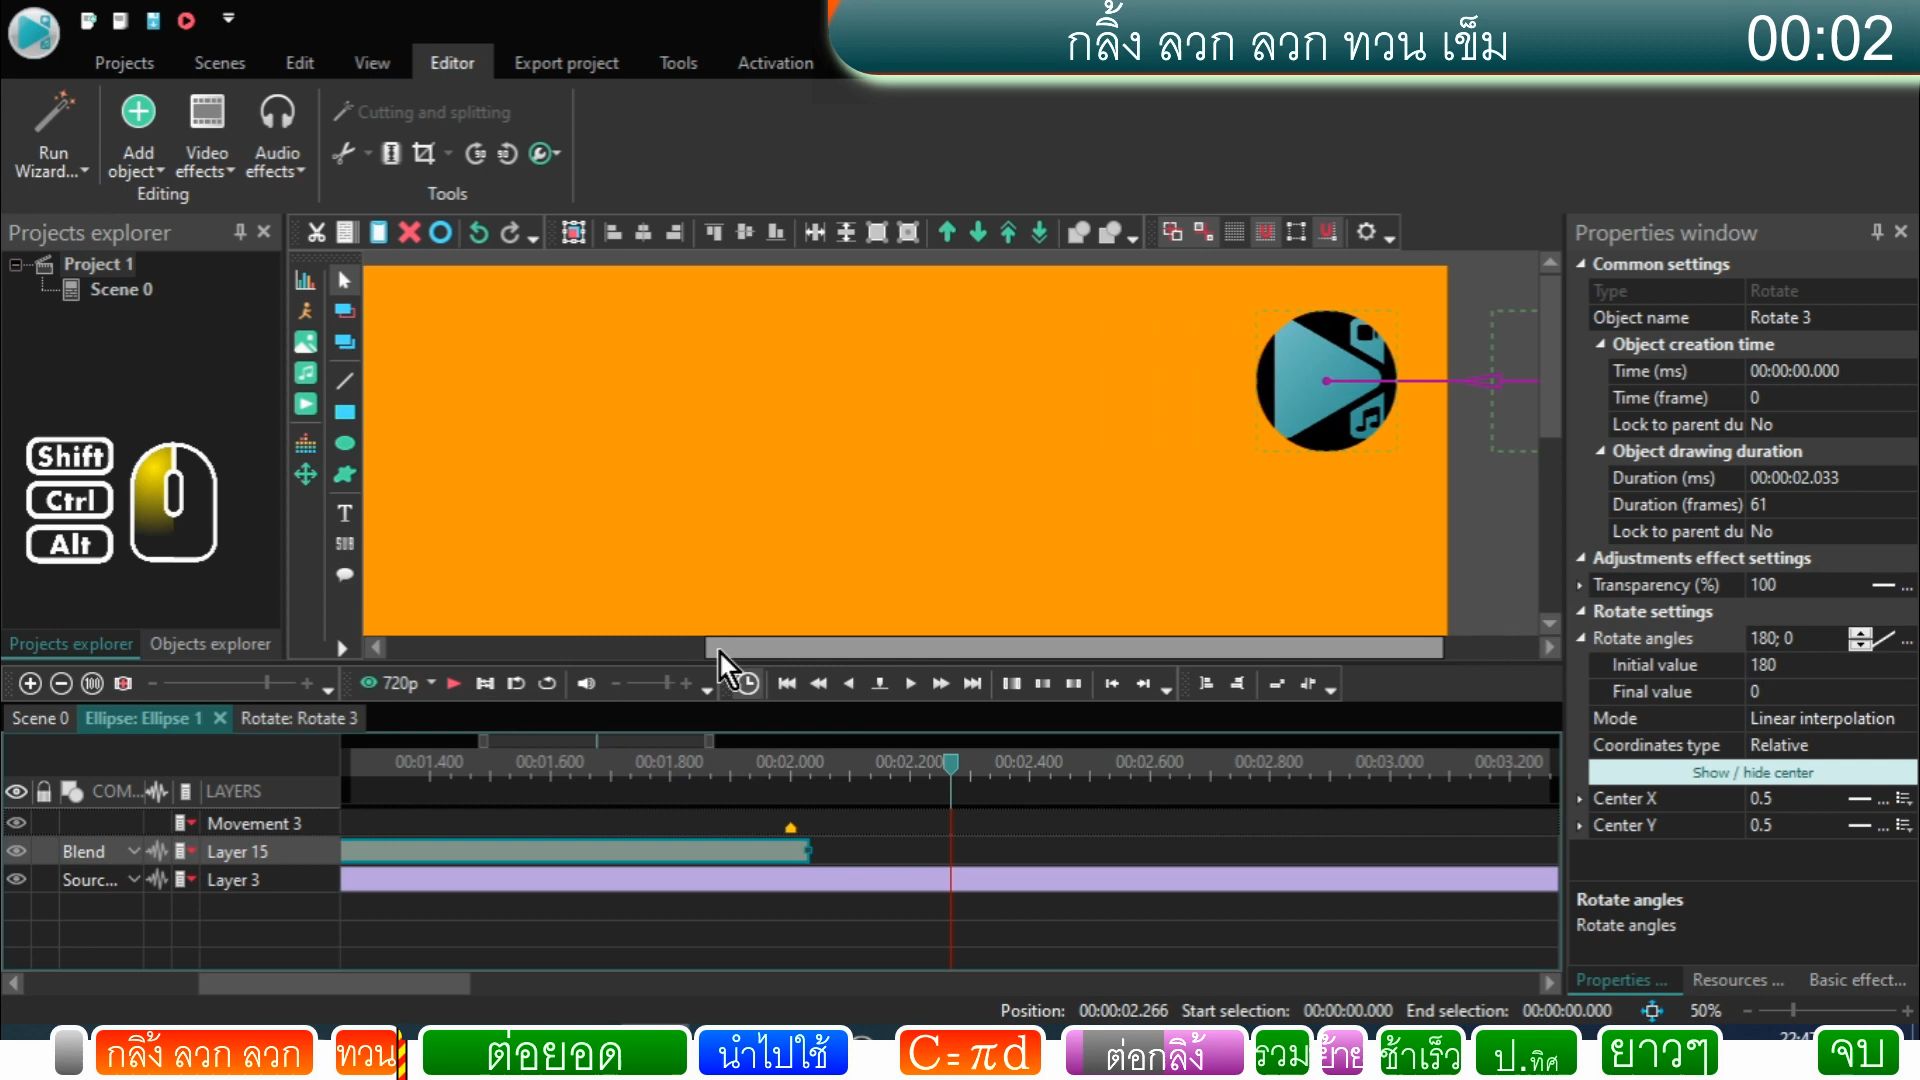 กลิ้ง ลวก ลวก ทวน เข็ม 00:02
Projects Scenes Edit View Editor Export project Tools Activation
Cutting and splitting
Run Wizard... Add object Video effects Audio effects
Editing Tools
Projects explorer
Project 1
Scene 0
Shift
Ctrl
Alt
Projects explorer Objects explorer
T
SUB
720p
Scene 0 Ellipse: Ellipse 1 Rotate: Rotate 3
00:01.400 00:01.600 00:01.800 00:02.000 00:02.200 00:02.400 00:02.600 00:02.800 00:03.000 00:03.200
COM... LAYERS
Movement 3
Blend Layer 15
Sourc... Layer 3
Properties window
Common settings
Type Rotate
Object name Rotate 3
Object creation time
Time (ms) 00:00:00.000
Time (frame) 0
Lock to parent du No
Object drawing duration
Duration (ms) 00:00:02.033
Duration (frames) 61
Lock to parent du No
Adjustments effect settings
Transparency (%) 100 ...
Rotate settings
Rotate angles 180; 0 ...
Initial value 180
Final value 0
Mode Linear interpolation
Coordinates type Relative
Show / hide center
Center X 0.5 ...
Center Y 0.5 ...
Rotate angles
Rotate angles
Properties ... Resources ... Basic effect...
Position: 00:00:02.266 Start selection: 00:00:00.000 End selection: 00:00:00.000 50%
กลิ้ง ลวก ลวก ทวน ต่อยอด นำไปใช้ C=πd ต่อกลิ้ง รวม ย้าย ช้าเร็ว ป.ทิศ ยาวๆ จบ